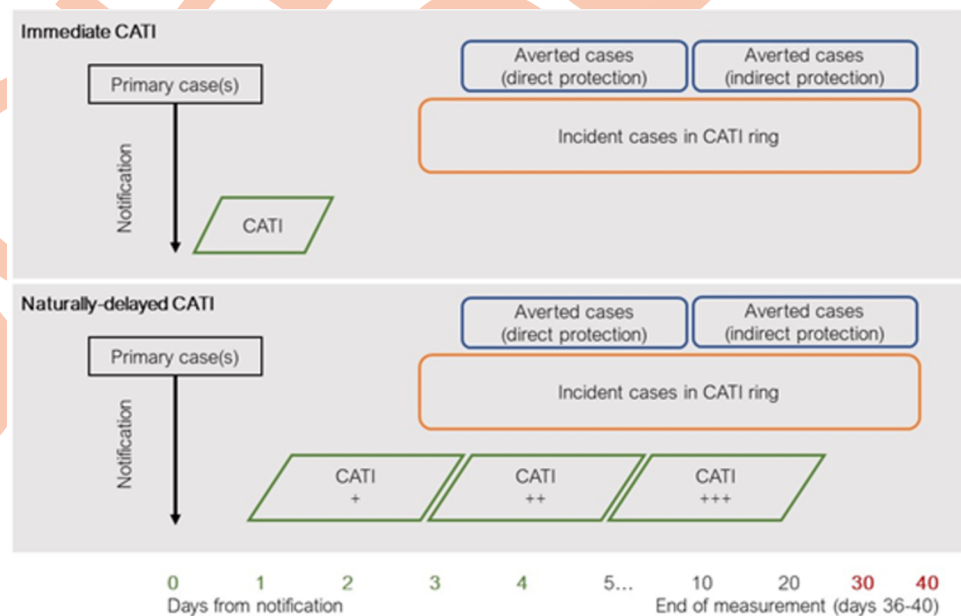 Immediate CATI
Primary case(s)
Notification
CATI
Averted cases
(direct protection)
Averted cases
(indirect protection)
Incident cases in CATI ring
Naturally-delayed CATI
Primary case(s)
Notification
Averted cases
(direct protection)
Averted cases
(indirect protection)
Incident cases in CATI ring
CATI
+
CATI
++
CATI
+++
0 1 2 3 4 5... 10 20 30 40
Days from notification End of measurement (days 36-40)